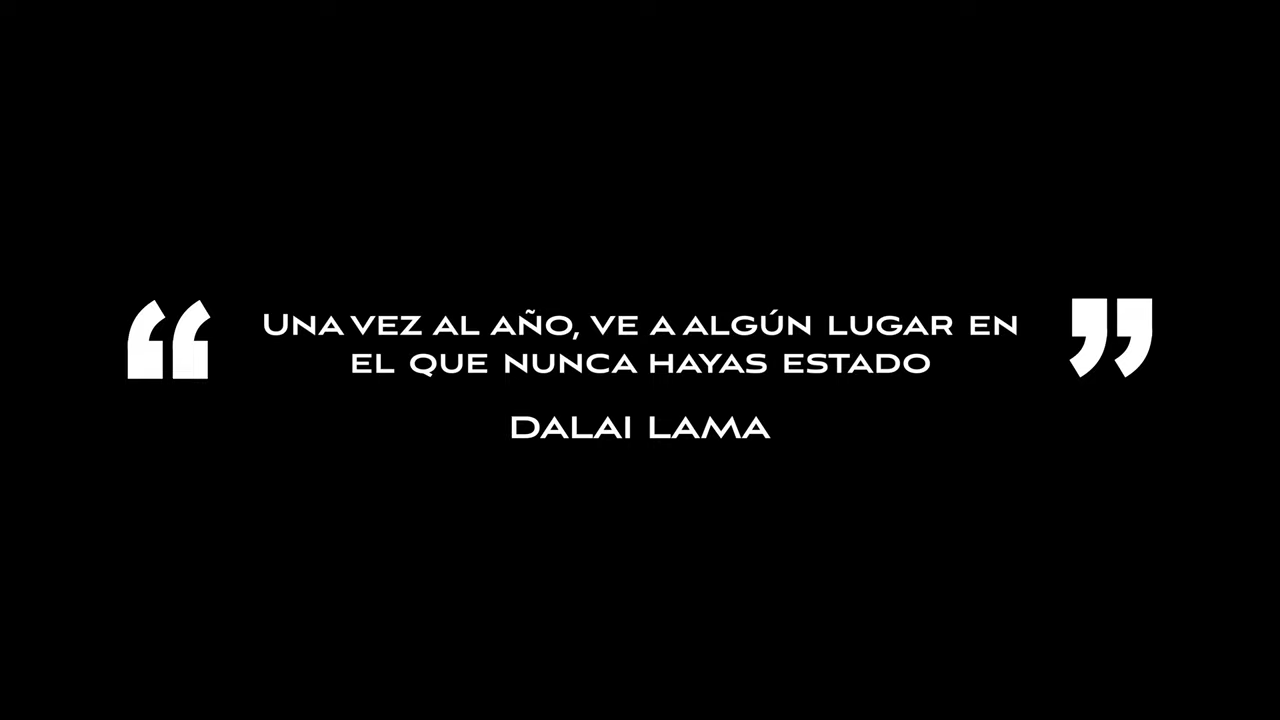 “ UNA VEZ AL AÑO, VE A ALGÚN LUGAR EN ”
EL QUE NUNCA HAYAS ESTADO
DALAI LAMA